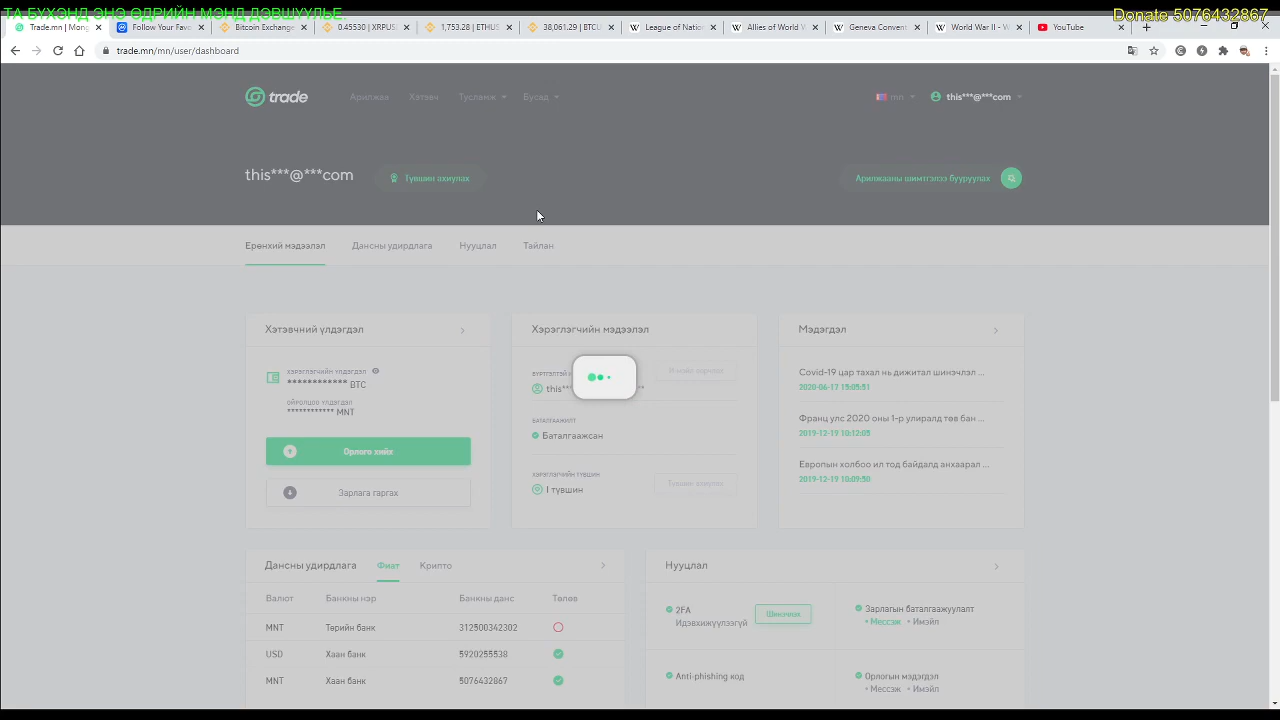 ТА БҮХЭНД ЭНЭ ӨДРИЙН МЭНД ДЭВШҮҮЛЬЕ.
Donate 5076432867
Trade.mn | Mong
Follow Your Favo
Bitcoin Exchange
0.45530 | XRPUS
1,753.28 | ETHUS
38,061.29 | BTCU
League of Natio
Allies of World V
Geneva Convent
World War II - W
YouTube
trade.mn/mn/user/dashboard
trade
Арилжаа
Хэтэвч
Тусламж
Бусад
mn
this***@***com
this***@***com
Түвшин ахиулах
Арилжааны шимтгэлээ бууруулах
Ерөнхий мэдээлэл
Дансны удирдлага
Нууцлал
Тайлан
Хэтэвчний үлдэгдэл
ХЭРЭГЛЭГЧИЙН ҮЛДЭГДЭЛ
************ BTC
ОЙРОЛЦОО ҮЛДЭГДЭЛ
************ MNT
Орлого хийх
Зарлага гаргах
Хэрэглэгчийн мэдээлэл
this**
БАТАЛГААЖИЛТ
Баталгаажсан
ХЭРЭГЛЭГЧИЙН ТҮВШИН
I түвшин
Түвшин ахиулах
Мэдэгдэл
Covid-19 цар тахал нь дижитал шинэчлэл ...
2020-06-17 15:05:51
Франц улс 2020 оны 1-р улиралд төв бан ...
2019-12-19 10:12:05
Европын холбоо ил тод байдалд анхаарал ...
2019-12-19 10:09:50
Дансны удирдлага
Фиат
Крипто
Валют
Банкны нэр
Банкны данс
Төлөв
MNT
Төрийн банк
312500342302
USD
Хаан банк
5920255538
MNT
Хаан банк
5076432867
Нууцлал
2FA
Идэвхижүүлээгүй
Шинэчлэх
Зарлагын баталгаажуулалт
• Мессэж
• Имэйл
Anti-phishing код
Орлогын мэдэгдэл
• Мессэж
• Имэйл